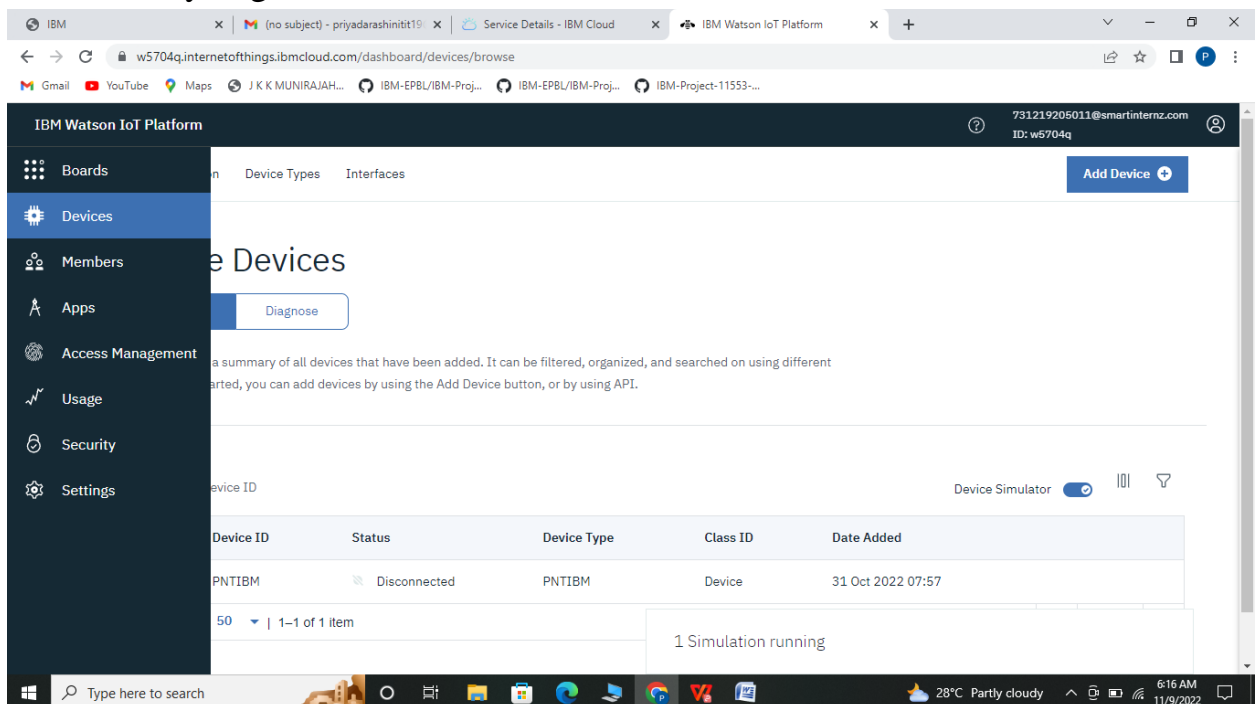 IBM
(no subject) - priyadarashinitit19
Service Details - IBM Cloud
IBM Watson IoT Platform
w5704q.internetofthings.ibmcloud.com/dashboard/devices/browse
P
Gmail
YouTube
Maps
J K K MUNIRAJAH...
IBM-EPBL/IBM-Proj...
IBM-EPBL/IBM-Proj...
IBM-Project-11553-...
IBM Watson IoT Platform
731219205011@smartinternz.com
ID: w5704q
Boards
Devices
Members
Apps
Access Management
Usage
Security
Settings
n Device Types Interfaces
Add Device
e Devices
Diagnose
a summary of all devices that have been added. It can be filtered, organized, and searched on using different
arted, you can add devices by using the Add Device button, or by using API.
evice ID
Device Simulator
Device ID Status Device Type Class ID Date Added
PNTIBM Disconnected PNTIBM Device 31 Oct 2022 07:57
50 | 1–1 of 1 item
1 Simulation running
Type here to search
28°C Partly cloudy
6:16 AM
11/9/2022